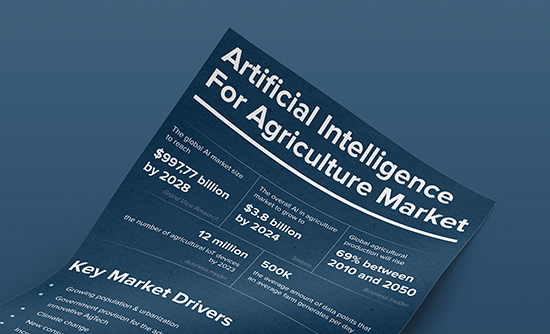 Artificial Intelligence
For Agriculture Market
The global AI market size
to reach
$997,77 billion
by 2028
Grand View Research
The overall AI in agriculture
market to grow to
$3.8 billion
by 2024
Global agricultural
production will rise
69% between
2010 and 2050
Business Insider
12 million
the number of agricultural IoT devices
by 2023
Business Insider
500K
the average amount of data points that
an average farm generates per day
Key Market Drivers
Growing population & urbanization
Government provision for the
innovative AgTech
Climate change